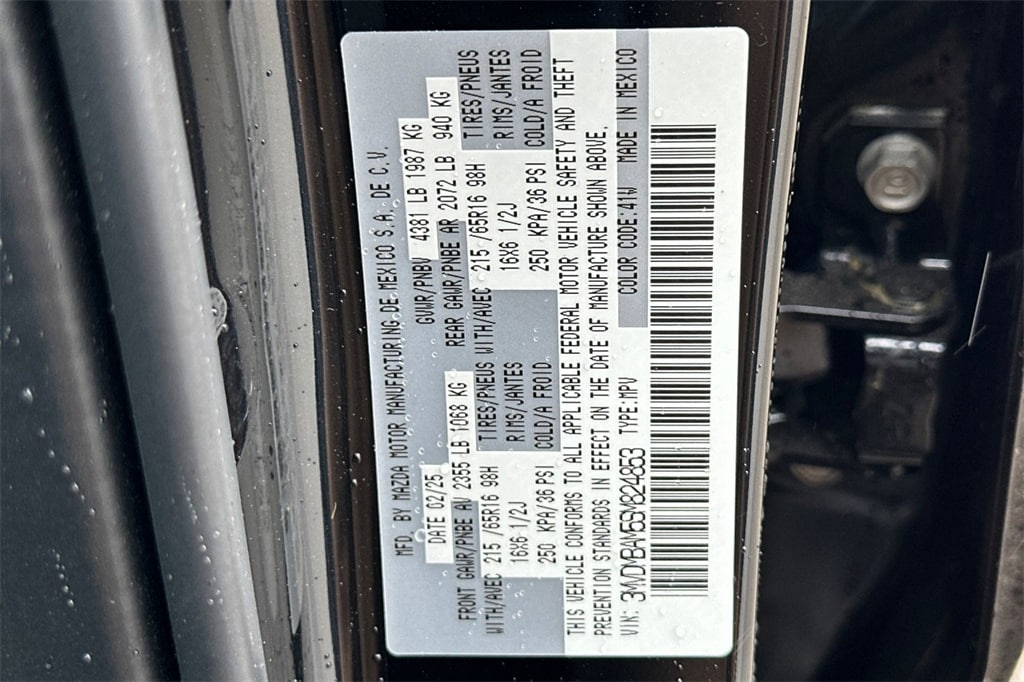 MFD. BY MAZDA MOTOR MANUFACTURING DE MEXICO S.A. DE C.V.
DATE 02/25 GVWR/PNBV 4381 LB 1987 KG
FRONT GAWR/PNBE AV 2355 LB 1068 KG REAR GAWR/PNBE AR 2072 LB 940 KG
WITH/AVEC 215 /65R16 98H TIRES/PNEUS WITH/AVEC 215 /65R16 98H TIRES/PNEUS
16X6 1/2J RIMS/JANTES 16X6 1/2J RIMS/JANTES
250 KPA/36 PSI COLD/A FROID 250 KPA/36 PSI COLD/A FROID
THIS VEHICLE CONFORMS TO ALL APPLICABLE FEDERAL MOTOR VEHICLE SAFETY AND THEFT
PREVENTION STANDARDS IN EFFECT ON THE DATE OF MANUFACTURE SHOWN ABOVE.
VIN: 3MVDMBAM5SM824853 TYPE:MPV COLOR CODE:41W MADE IN MEXICO